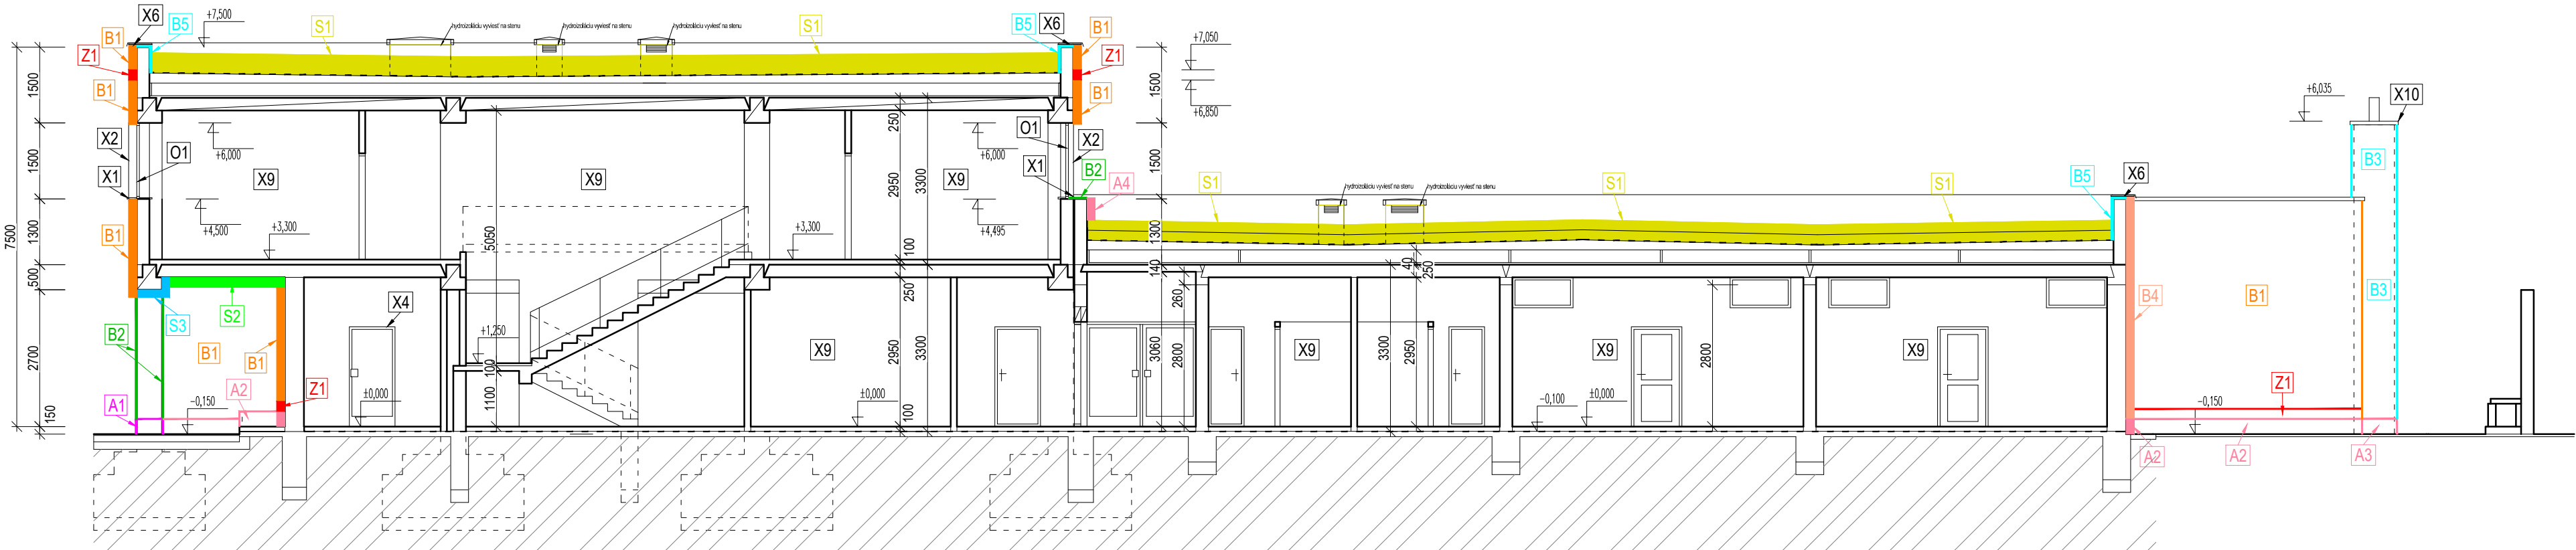 X6
+7,500
B5
S1
hydroizoláciu vyviesť na stenu
hydroizoláciu vyviesť na stenu
hydroizoláciu vyviesť na stenu
S1
B5
X6
B1
B1
Z1
Z1
+7,050
1500
1500
B1
B1
+6,850
+6,035
X10
250
X2
O1
+6,000
+6,000
O1
X2
1500
1500
B3
X1
X9
X9
2950
3300
X9
X1
B2
A4
S1
hydroizoláciu vyviesť na stenu
hydroizoláciu vyviesť na stenu
S1
S1
B5
X6
7500
1300
B1
+4,500
+3,300
5050
+3,300
100
+4,495
1300
140
40
250
500
S3
S2
X4
250
260
B4
B1
B3
2700
B2
B1
B1
+1,250
100
1100
X9
2950
3300
3060
2800
X9
3300
2950
X9
2800
X9
A1
A2
Z1
150
-0,150
±0,000
±0,000
100
-0,100
±0,000
-0,150
Z1
A2
A2
A3